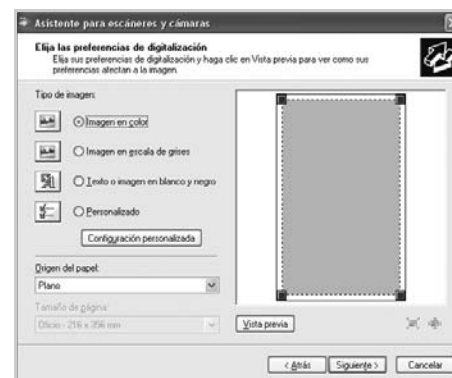 Asistente para escáneres y cámaras
Elija las preferencias de digitalización
Elija sus preferencias de digitalización y haga clic en Vista previa para ver como sus
preferencias afectan a la imagen.
Tipo de imagen:
Imagen en color
Imagen en escala de grises
Texto o imagen en blanco y negro
Personalizado
Configuración personalizada
Origen del papel:
Plano
Tamaño de página:
Oficio - 216 x 356 mm
Vista previa
< Atrás
Siguiente >
Cancelar